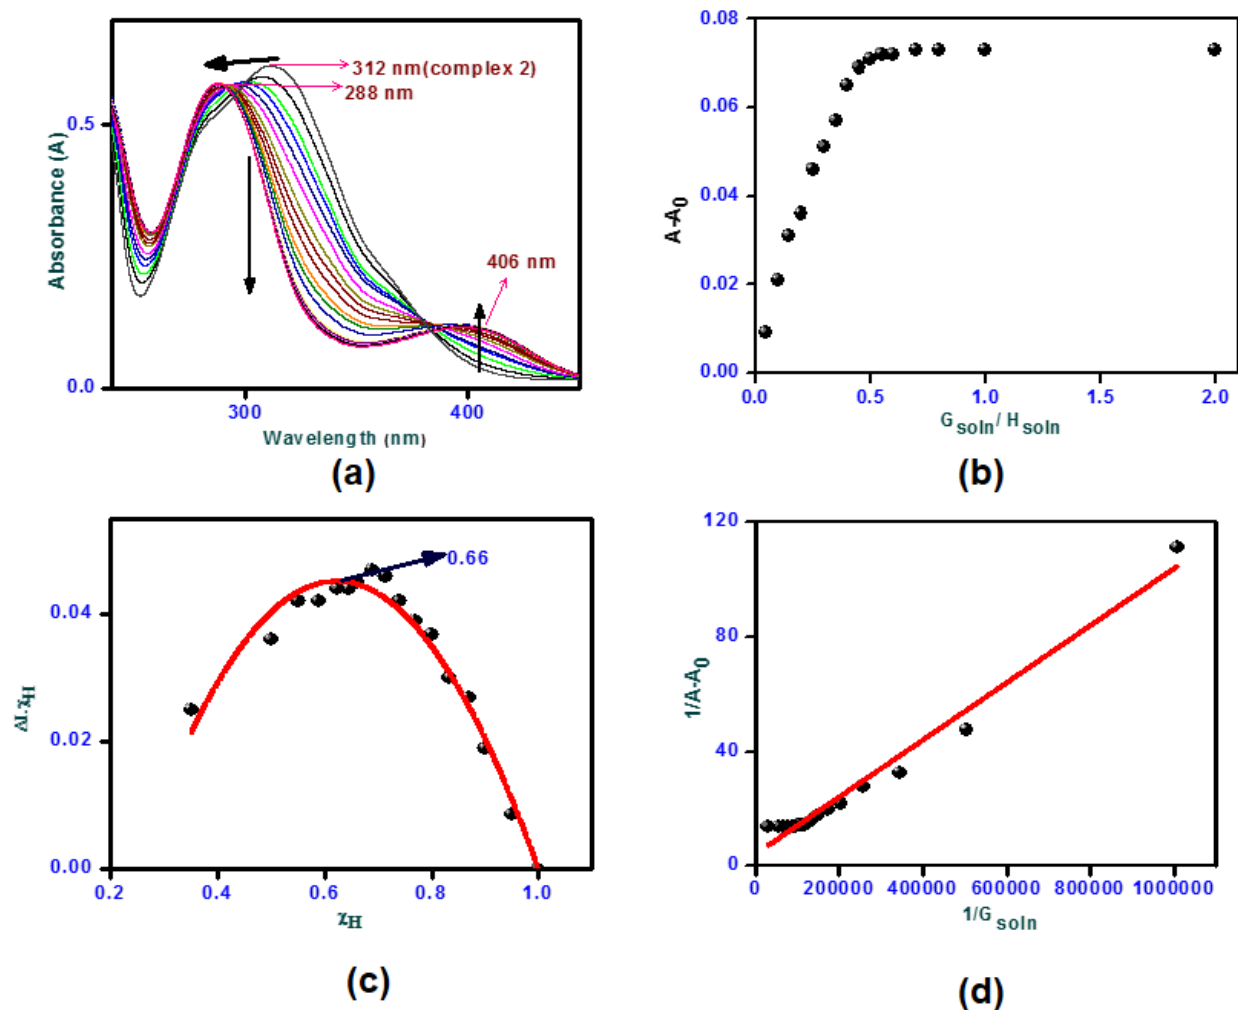 312 nm(complex 2)
288 nm
406 nm
0.5
0.0
Absorbance (A)
300
400
Wavelength (nm)
(a)
0.08
0.06
0.04
0.02
0.00
A-A0
0.0
0.5
1.0
1.5
2.0
G soln/ H soln
(b)
0.66
0.04
0.02
0.00
ΔI.χH
0.2
0.4
0.6
0.8
1.0
χH
(c)
120
80
40
0
1/A-A0
0
200000
400000
600000
800000
1000000
1/G soln
(d)